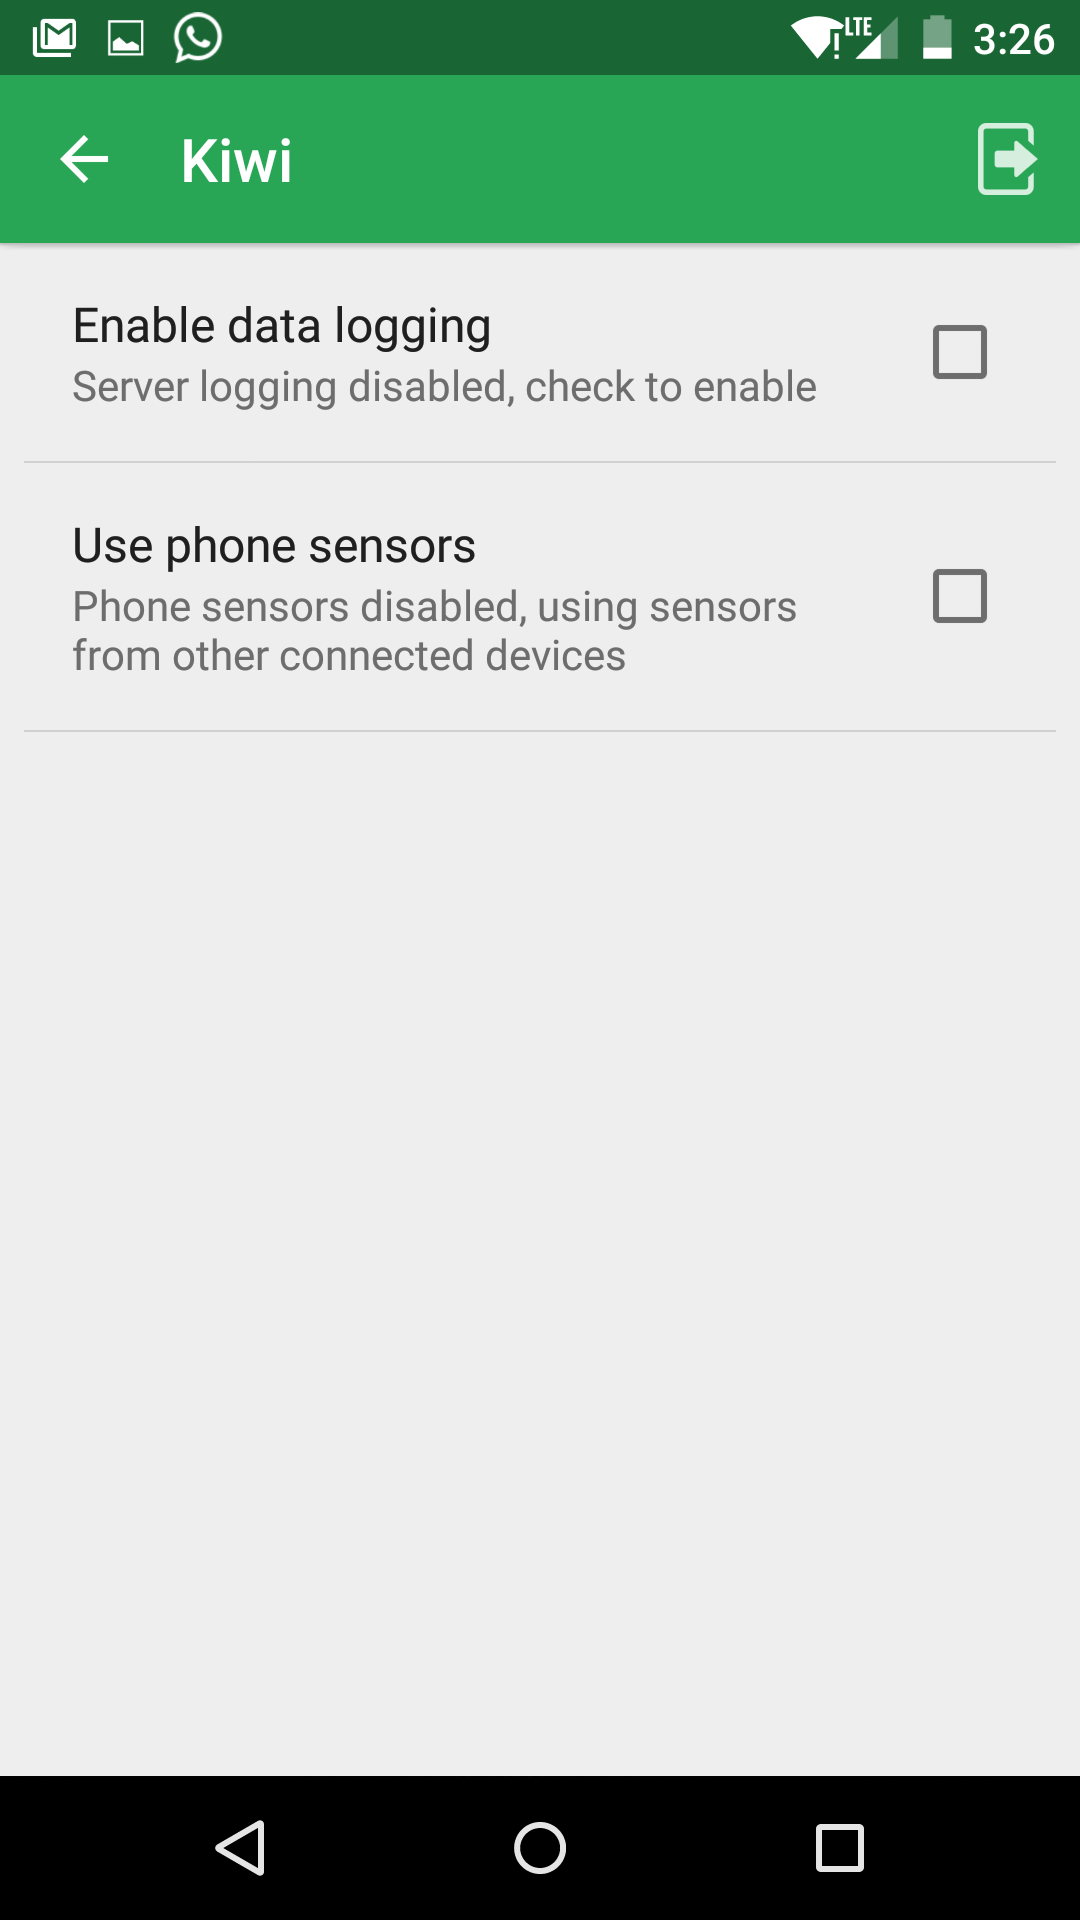 LTE 3:26
Kiwi
Enable data logging
Server logging disabled, check to enable
Use phone sensors
Phone sensors disabled, using sensors
from other connected devices